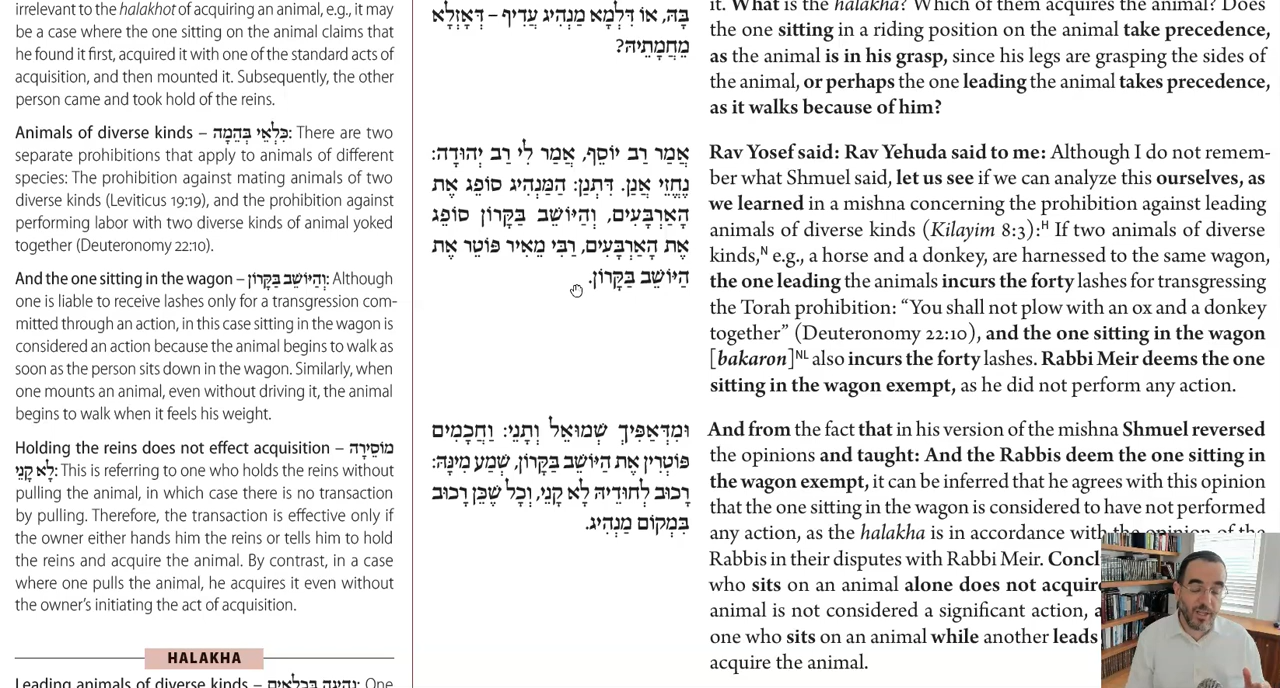 irrelevant to the halakhot of acquiring an animal, e.g., it may
be a case where the one sitting on the animal claims that
he found it first, acquired it with one of the standard acts of
acquisition, and then mounted it. Subsequently, the other
person came and took hold of the reins.
Animals of diverse kinds – כִּלְאֵי בְּהֵמָה: There are two
separate prohibitions that apply to animals of different
species: The prohibition against mating animals of two
diverse kinds (Leviticus 19:19), and the prohibition against
performing labor with two diverse kinds of animal yoked
together (Deuteronomy 22:10).
And the one sitting in the wagon – וְהַיּוֹשֵׁב בַּקָּרוֹן: Although
one is liable to receive lashes only for a transgression com-
mitted through an action, in this case sitting in the wagon is
considered an action because the animal begins to walk as
soon as the person sits down in the wagon. Similarly, when
one mounts an animal, even without driving it, the animal
begins to walk when it feels his weight.
Holding the reins does not effect acquisition – מוֹסֵירָה
לָא קָנֵי: This is referring to one who holds the reins without
pulling the animal, in which case there is no transaction
by pulling. Therefore, the transaction is effective only if
the owner either hands him the reins or tells him to hold
the reins and acquire the animal. By contrast, in a case
where one pulls the animal, he acquires it even without
the owner's initiating the act of acquisition.
HALAKHA
Leading animals of diverse kinds – נְהִיגָה בְּכִלְאַיִם: One
בָּהּ, אוֹ דִּלְמָא מַנְהִיג עֲדִיף – דְּאָזְלָא
מֵחֲמָתֵיהּ?
אֲמַר רַב יוֹסֵף, אֲמַר לִי רַב יְהוּדָה:
נֶחֱזֵי אֲנַן. דִּתְנַן: הַמַּנְהִיג סוֹפֵג אֶת
הָאַרְבָּעִים, וְהַיּוֹשֵׁב בַּקָּרוֹן סוֹפֵג
אֶת הָאַרְבָּעִים, רַבִּי מֵאִיר פּוֹטֵר אֶת
הַיּוֹשֵׁב בַּקָּרוֹן.
וּמִדְּאַפֵּיךְ שְׁמוּאֵל וְתָנֵי: וַחֲכָמִים
פּוֹטְרִין אֶת הַיּוֹשֵׁב בַּקָּרוֹן, שְׁמַע מִינַּהּ:
רָכוּב לְחוּדֵיהּ לָא קָנֵי, וְכׇל שֶׁכֵּן רָכוּב
בִּמְקוֹם מַנְהִיג.
it. What is the halakha? Which of them acquires the animal? Does
the one sitting in a riding position on the animal take precedence,
as the animal is in his grasp, since his legs are grasping the sides of
the animal, or perhaps the one leading the animal takes precedence,
as it walks because of him?
Rav Yosef said: Rav Yehuda said to me: Although I do not remem-
ber what Shmuel said, let us see if we can analyze this ourselves, as
we learned in a mishna concerning the prohibition against leading
animals of diverse kinds (Kilayim 8:3):H If two animals of diverse
kinds,N e.g., a horse and a donkey, are harnessed to the same wagon,
the one leading the animals incurs the forty lashes for transgressing
the Torah prohibition: “You shall not plow with an ox and a donkey
together” (Deuteronomy 22:10), and the one sitting in the wagon
[bakaron]NL also incurs the forty lashes. Rabbi Meir deems the one
sitting in the wagon exempt, as he did not perform any action.
And from the fact that in his version of the mishna Shmuel reversed
the opinions and taught: And the Rabbis deem the one sitting in
the wagon exempt, it can be inferred that he agrees with this opinion
that the one sitting in the wagon is considered to have not performed
any action, as the halakha is in accordance with the opinion of the
Rabbis in their disputes with Rabbi Meir.
who sits on an animal alone does not
animal is not considered a significant action,
one who sits on an animal while another leads
acquire the animal.